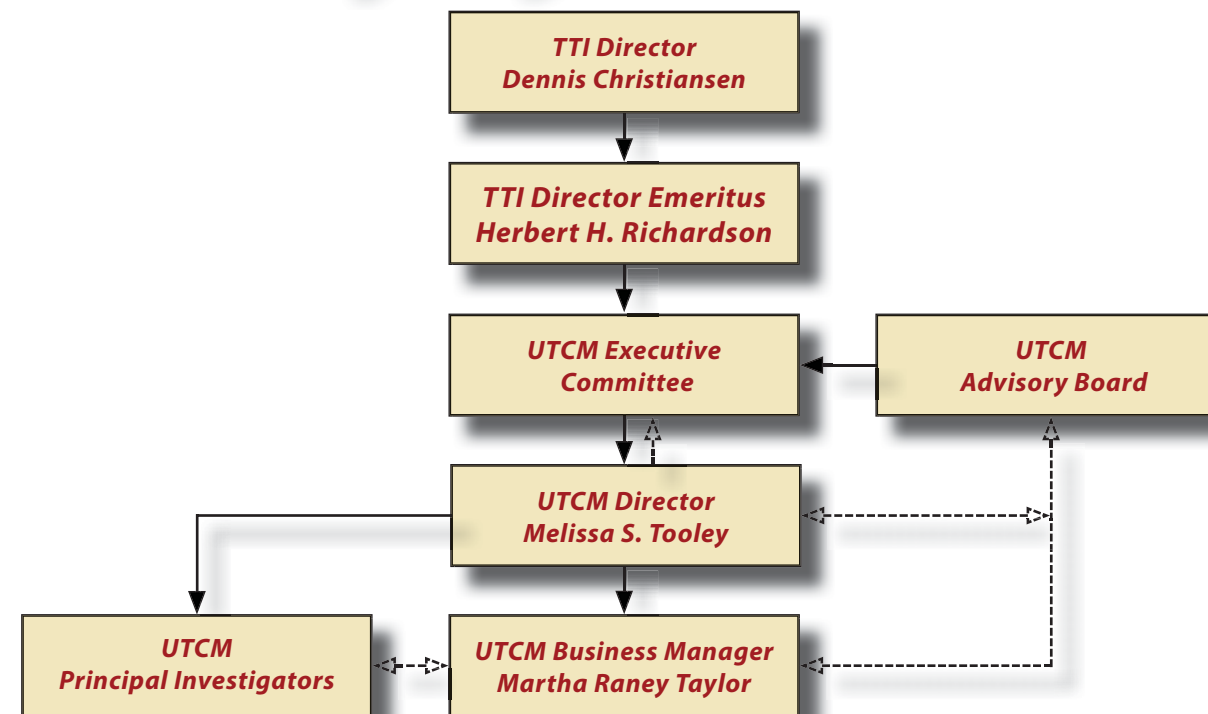 TTI Director
Dennis Christiansen
TTI Director Emeritus
Herbert H. Richardson
UTCM Executive
Committee
UTCM
Advisory Board
UTCM Director
Melissa S. Tooley
UTCM
Principal Investigators
UTCM Business Manager
Martha Raney Taylor